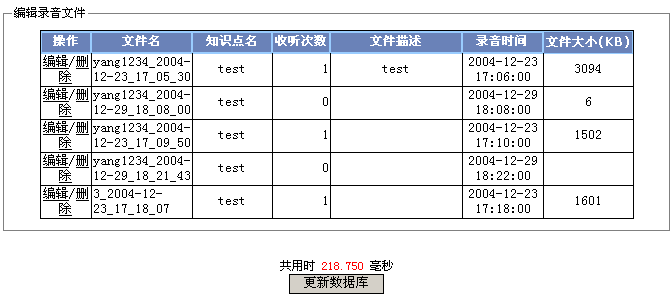 编辑录音文件
操作 文件名 知识点名 收听次数 文件描述 录音时间 文件大小(KB)
编辑/删 yang1234_2004- test 1 test 2004-12-23 3094
除 12-23_17_05_30 17:06:00
编辑/删 yang1234_2004- test 0 2004-12-29 6
除 12-29_18_08_00 18:08:00
编辑/删 yang1234_2004- test 1 2004-12-23 1502
除 12-23_17_09_50 17:10:00
编辑/删 yang1234_2004- test 0 2004-12-29
除 12-29_18_21_43 18:22:00
编辑/删 3_2004-12- test 1 2004-12-23 1601
除 23_17_18_07 17:18:00
共用时 218.750 毫秒
更新数据库